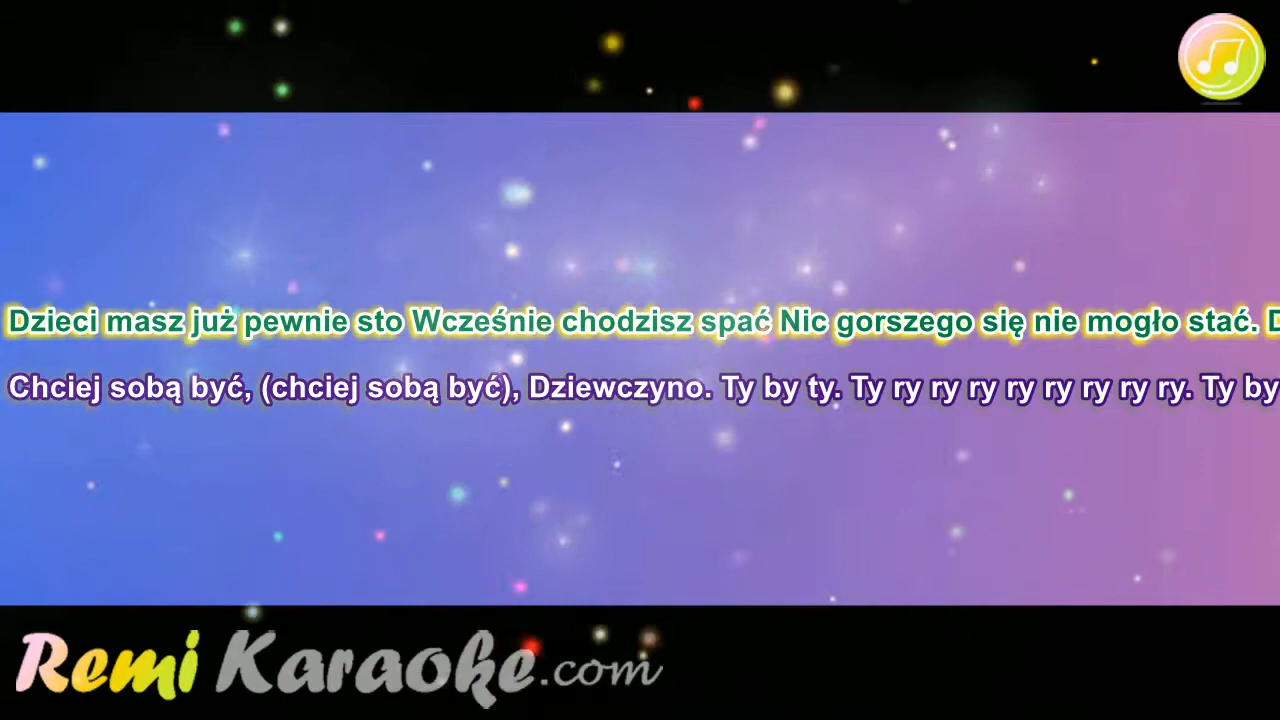 Dzieci masz już pewnie sto Wcześnie chodzisz spać Nic gorszego się nie mogło stać. D
Chciej sobą być, (chciej sobą być), Dziewczyno. Ty by ty. Ty ry ry ry ry ry ry ry ry. Ty by
Remi Karaoke.com